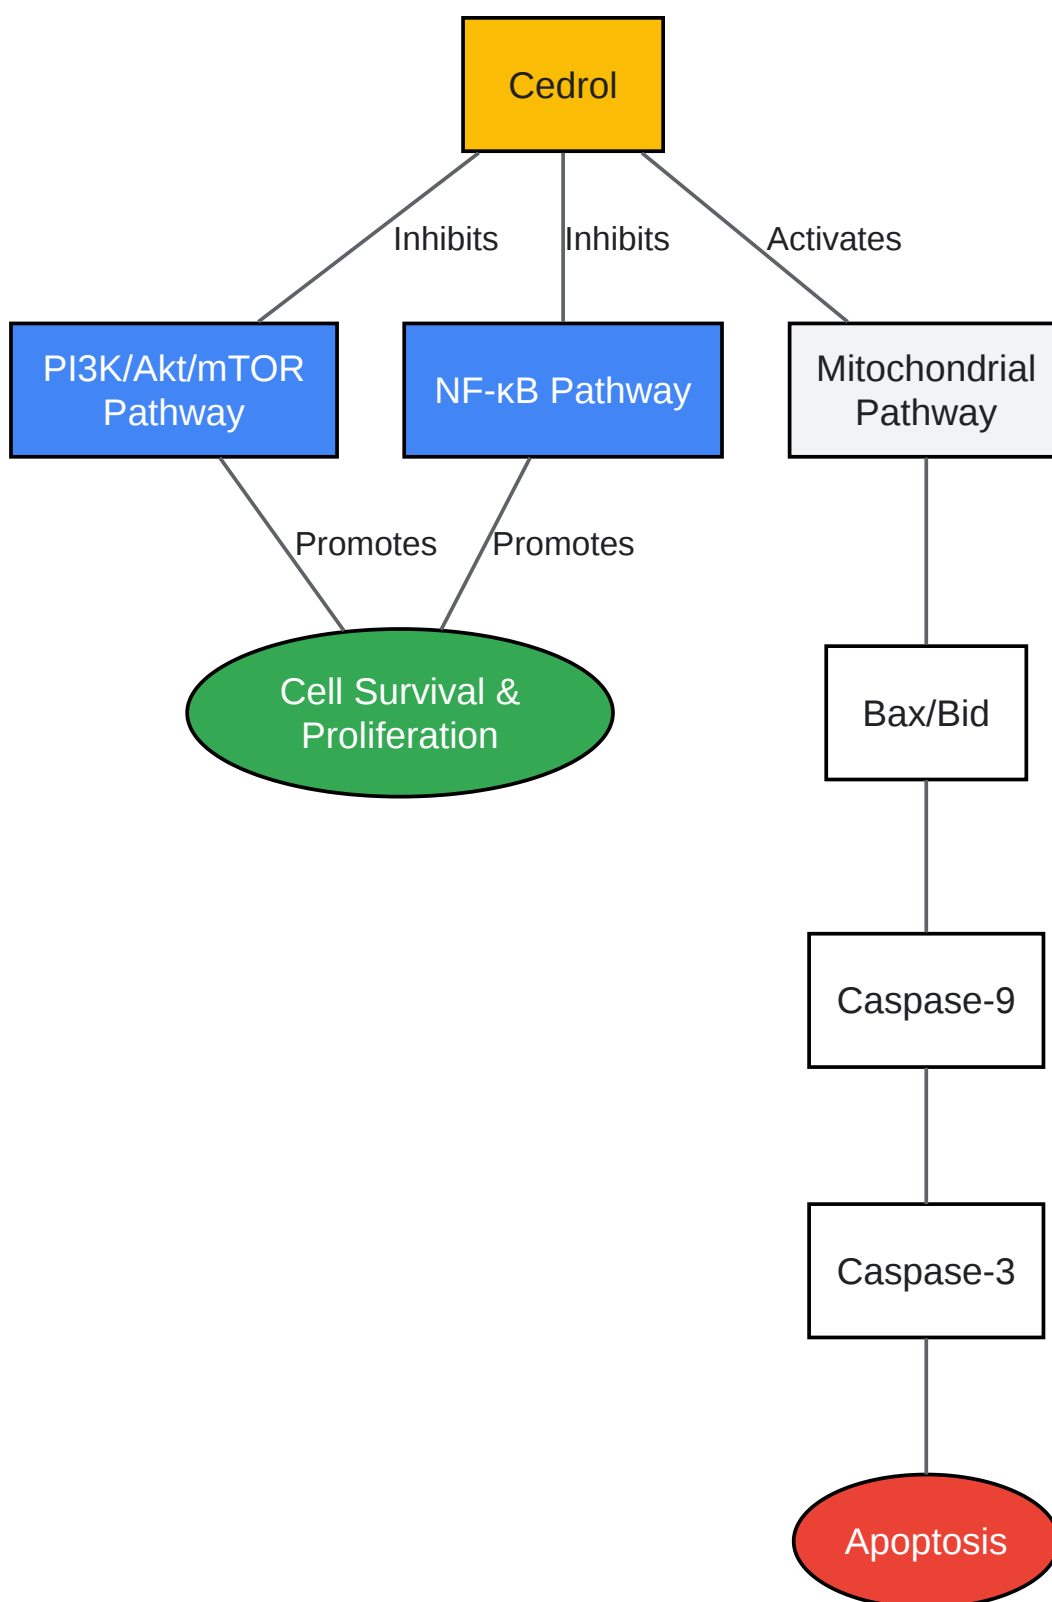 Cedrol
Inhibits
Inhibits
Activates
PI3K/Akt/mTOR
Pathway
NF-κB Pathway
Mitochondrial
Pathway
Promotes
Promotes
Cell Survival &
Proliferation
Bax/Bid
Caspase-9
Caspase-3
Apoptosis